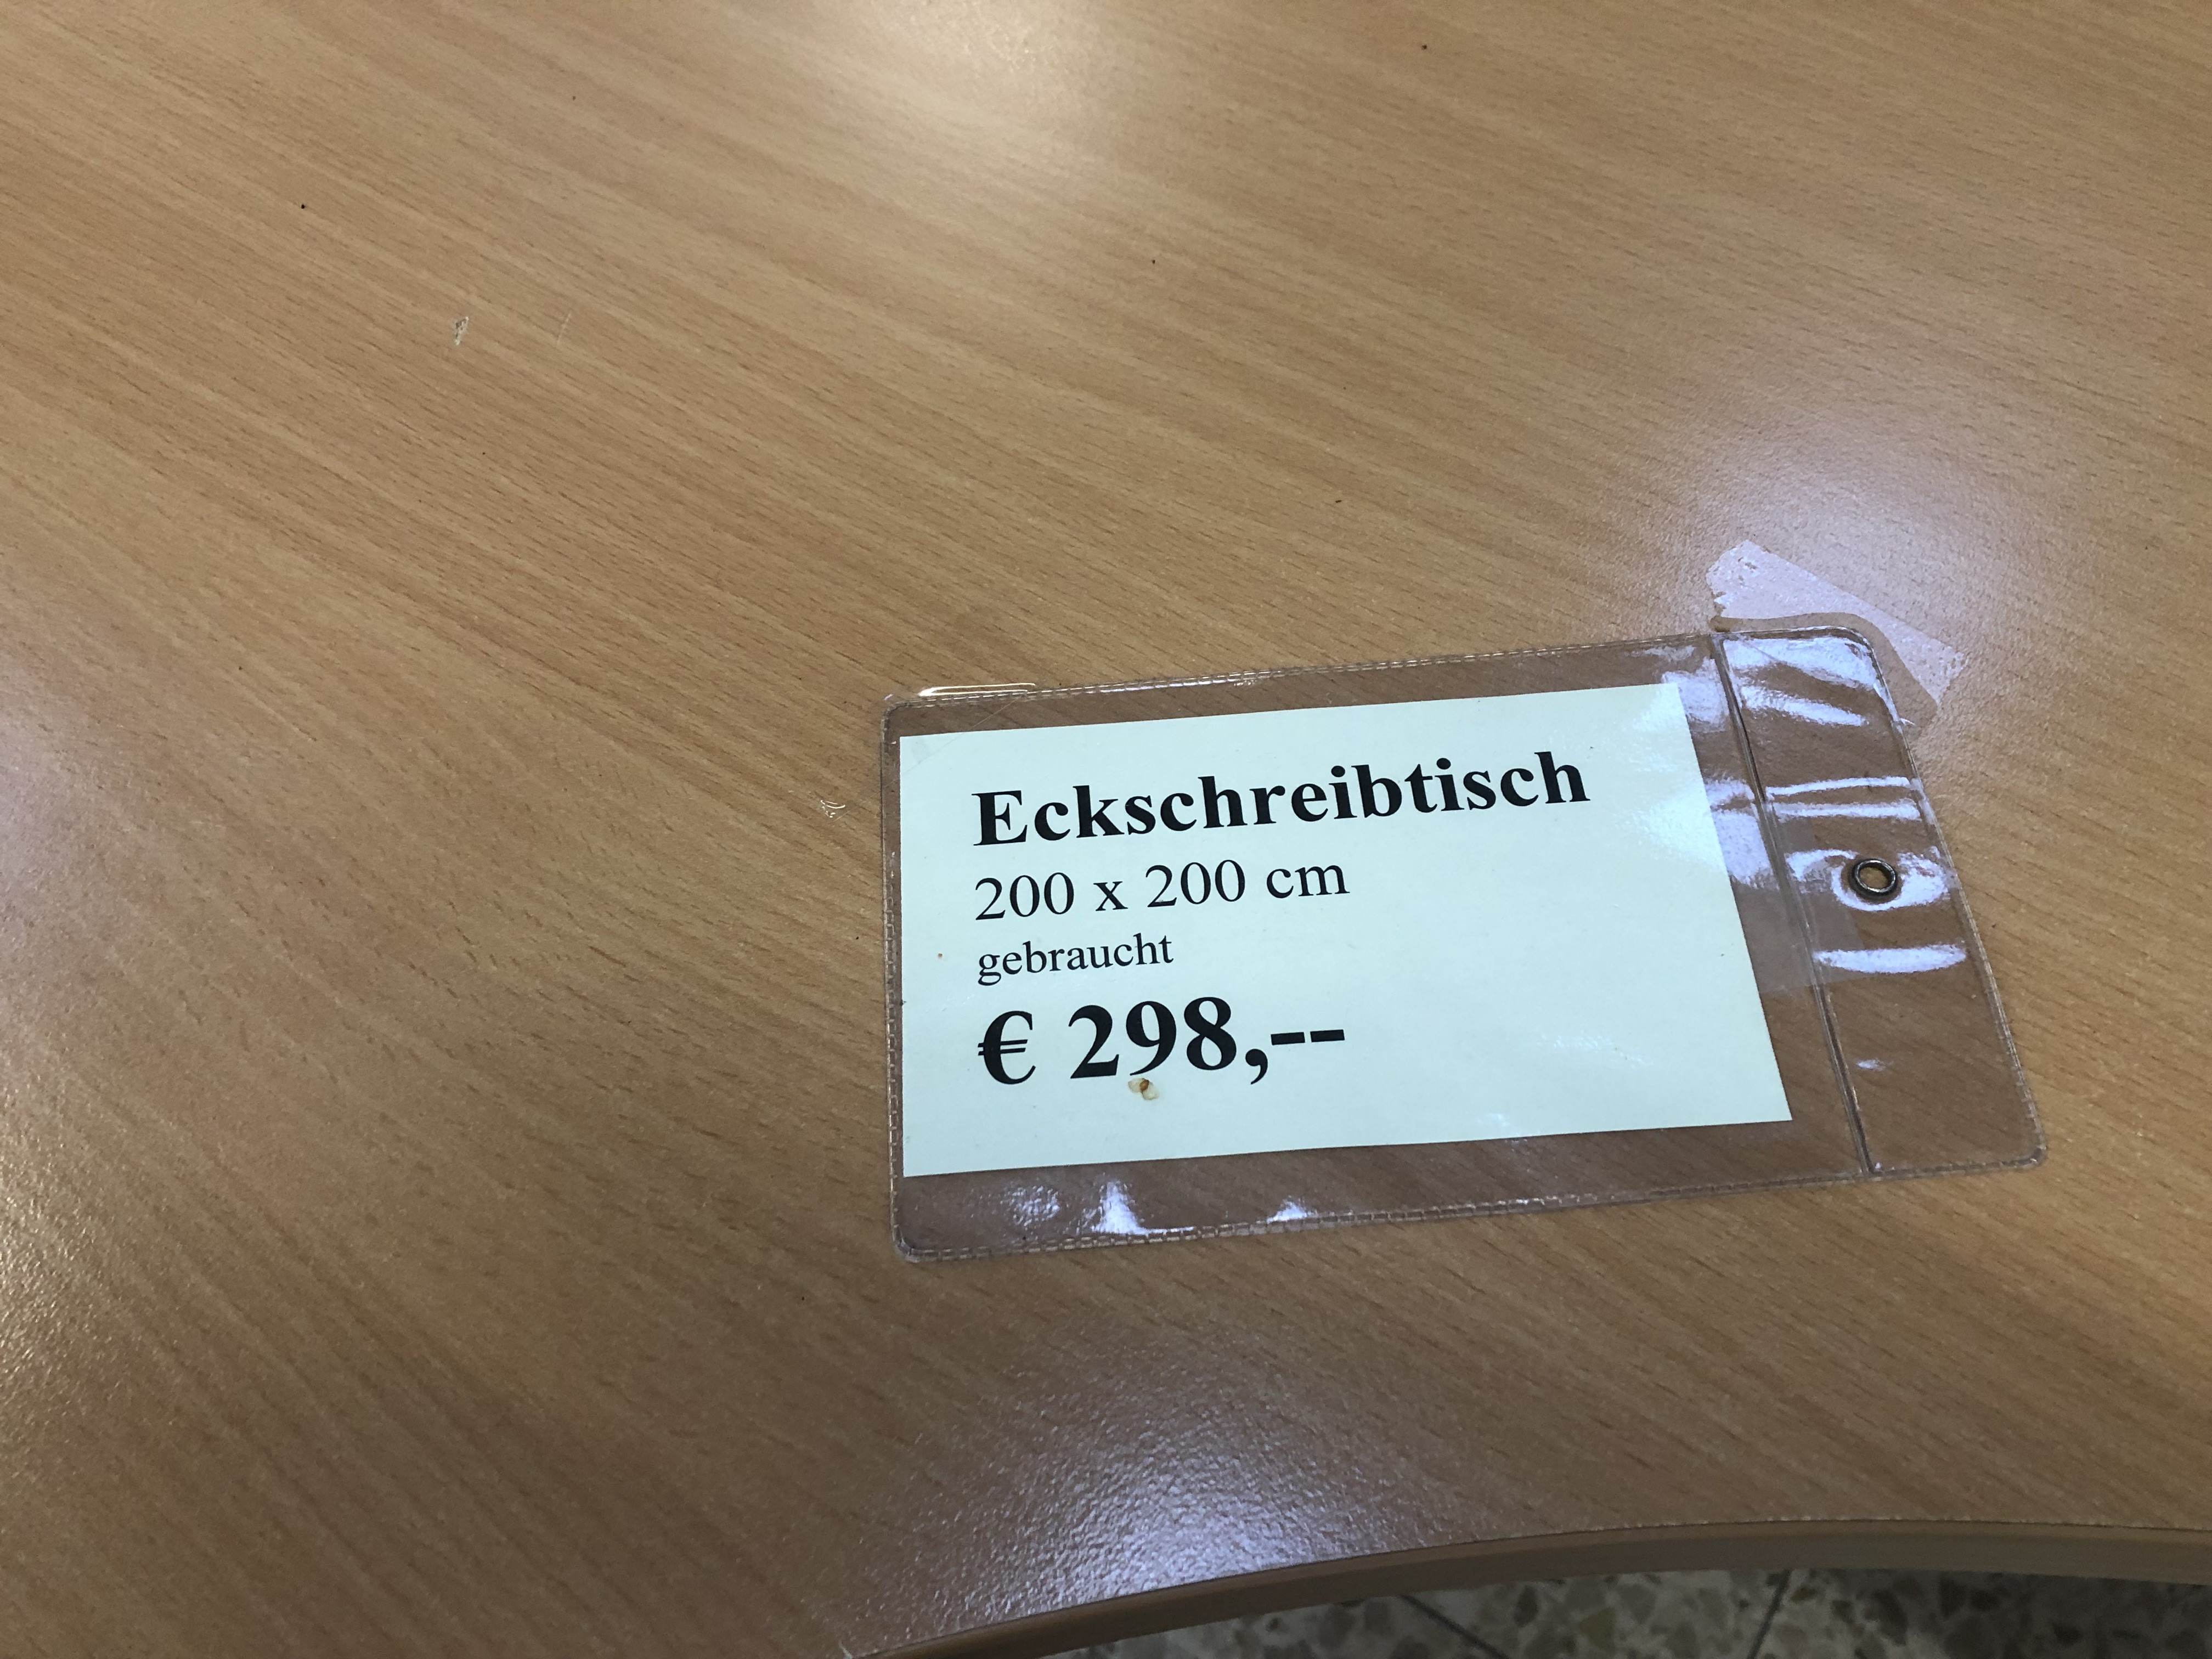 Eckschreibtisch
200 x 200 cm
gebraucht
€ 298,--